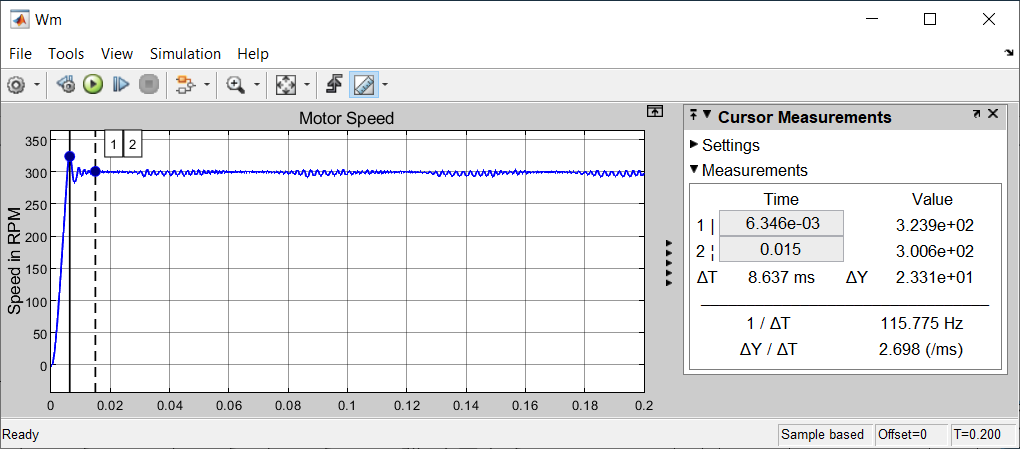 Wm
File Tools View Simulation Help
Motor Speed
1 2
350
300
250
200
150
100
50
0
Speed in RPM
0 0.02 0.04 0.06 0.08 0.1 0.12 0.14 0.16 0.18 0.2
Cursor Measurements
Settings
Measurements
Time Value
1 | 6.346e-03 3.239e+02
2 ¦ 0.015 3.006e+02
ΔT 8.637 ms ΔY 2.331e+01
1 / ΔT 115.775 Hz
ΔY / ΔT 2.698 (/ms)
Ready
Sample based Offset=0 T=0.200